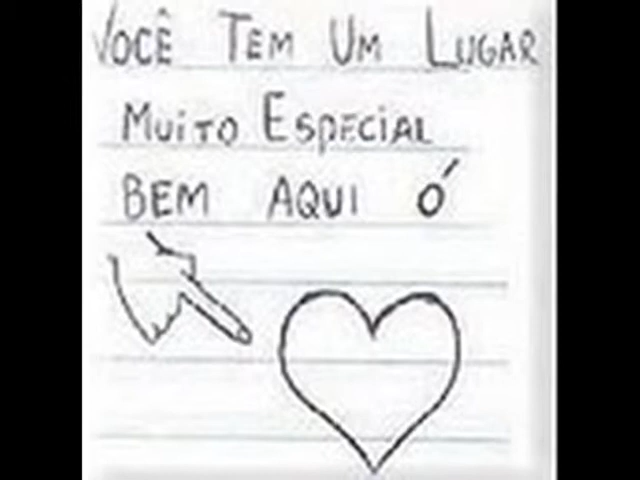 VOCÊ TEM UM LUGAR
MUITO ESPECIAL
BEM AQUI Ó